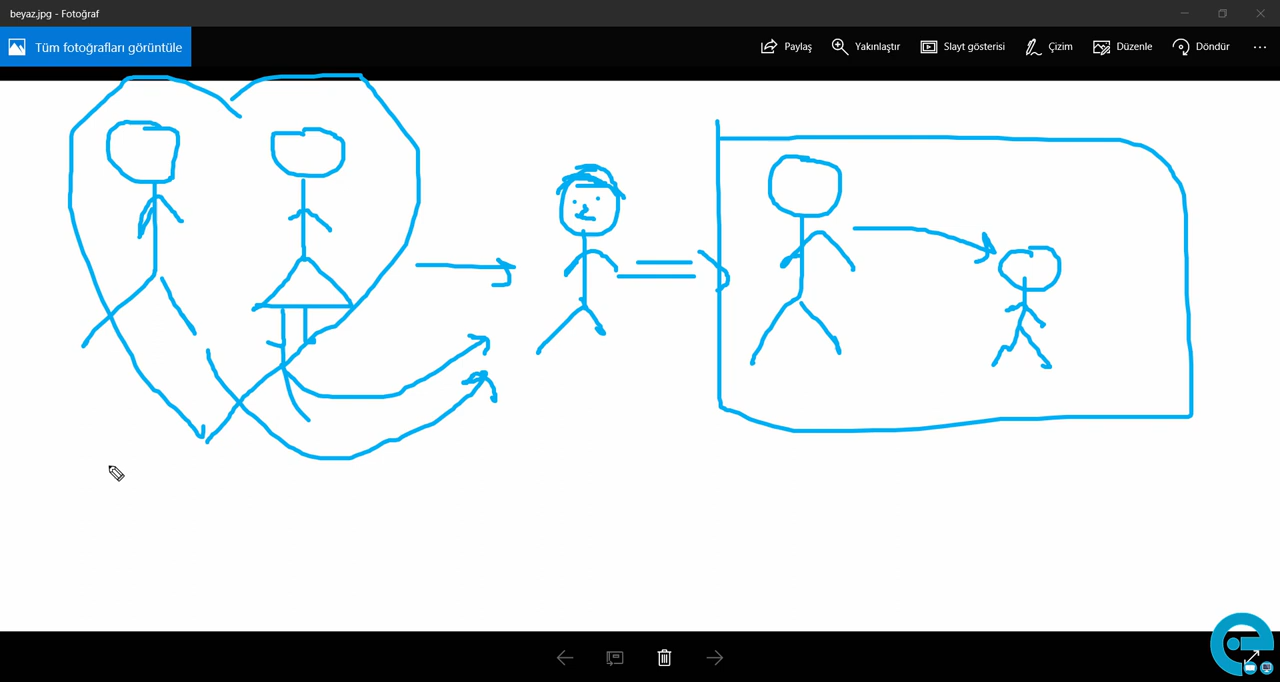 beyaz.jpg - Fotoğraf
Tüm fotoğrafları görüntüle
Paylaş
Yakınlaştır
Slayt gösterisi
Çizim
Düzenle
Döndür